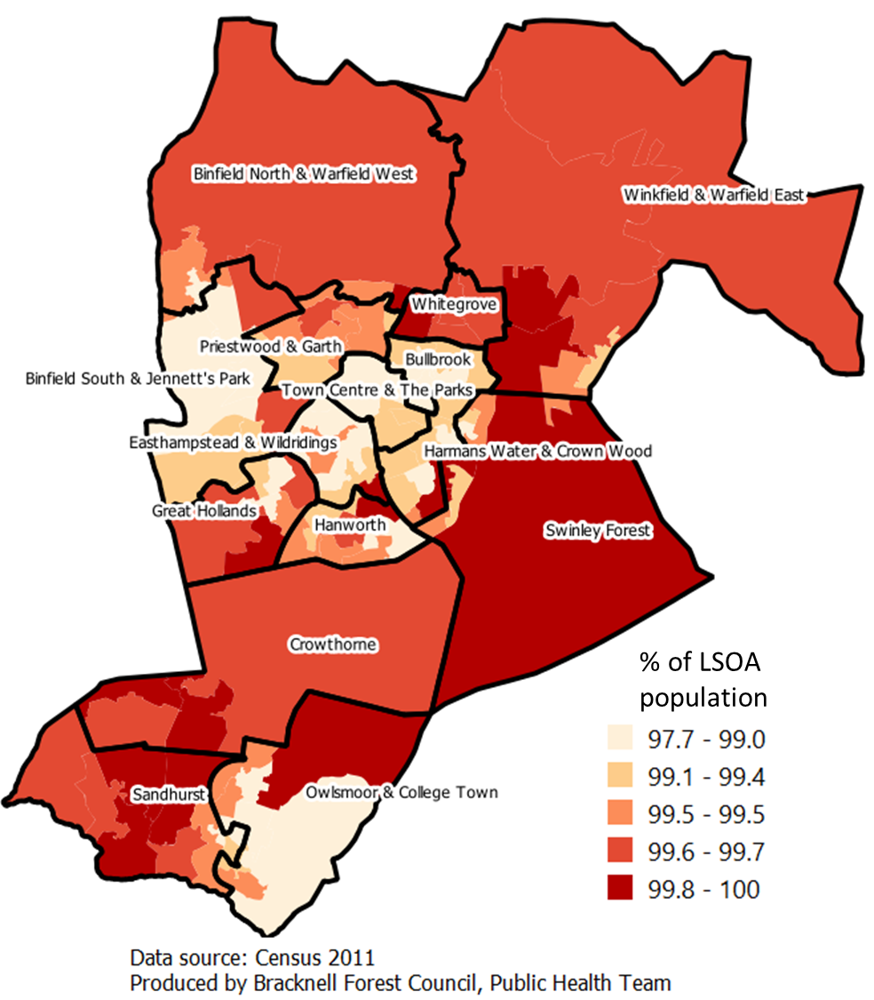 Binfield North & Warfield West
Winkfield & Warfield East
Whitegrove
Priestwood & Garth
Bullbrook
Binfield South & Jennett's Park
Town Centre & The Parks
Easthampstead & Wildridings
Harmans Water & Crown Wood
Great Hollands
Hanworth
Swinley Forest
Crowthorne
% of LSOA
population
97.7 - 99.0
99.1 - 99.4
99.5 - 99.5
99.6 - 99.7
99.8 - 100
Sandhurst
Owlsmoor & College Town
Data source: Census 2011
Produced by Bracknell Forest Council, Public Health Team